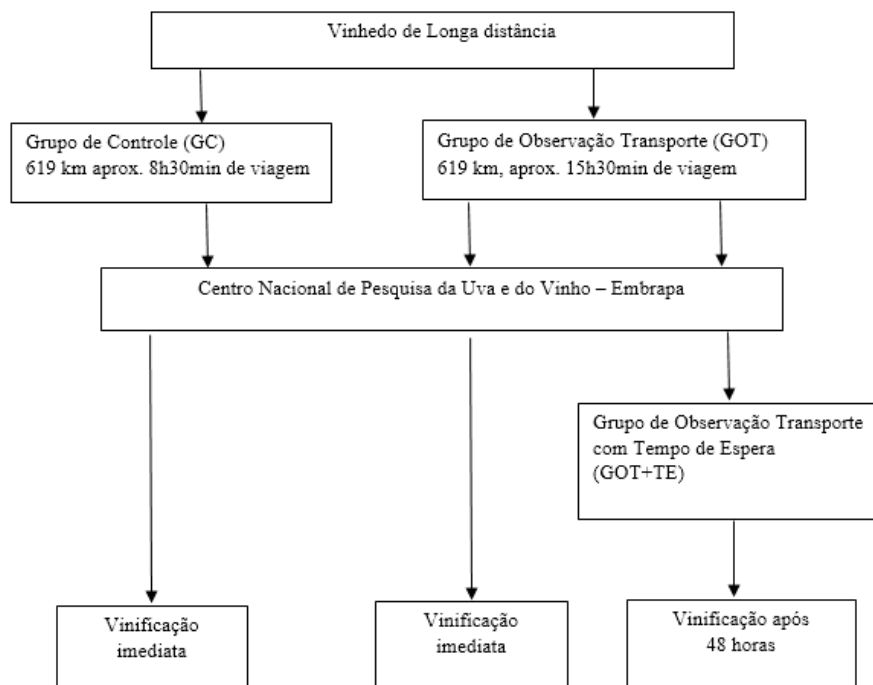 Vinhedo de Longa distância
Grupo de Controle (GC)
619 km aprox. 8h30min de viagem
Grupo de Observação Transporte (GOT)
619 km, aprox. 15h30min de viagem
Centro Nacional de Pesquisa da Uva e do Vinho – Embrapa
Grupo de Observação Transporte
com Tempo de Espera
(GOT+TE)
Vinificação
imediata
Vinificação
imediata
Vinificação após
48 horas